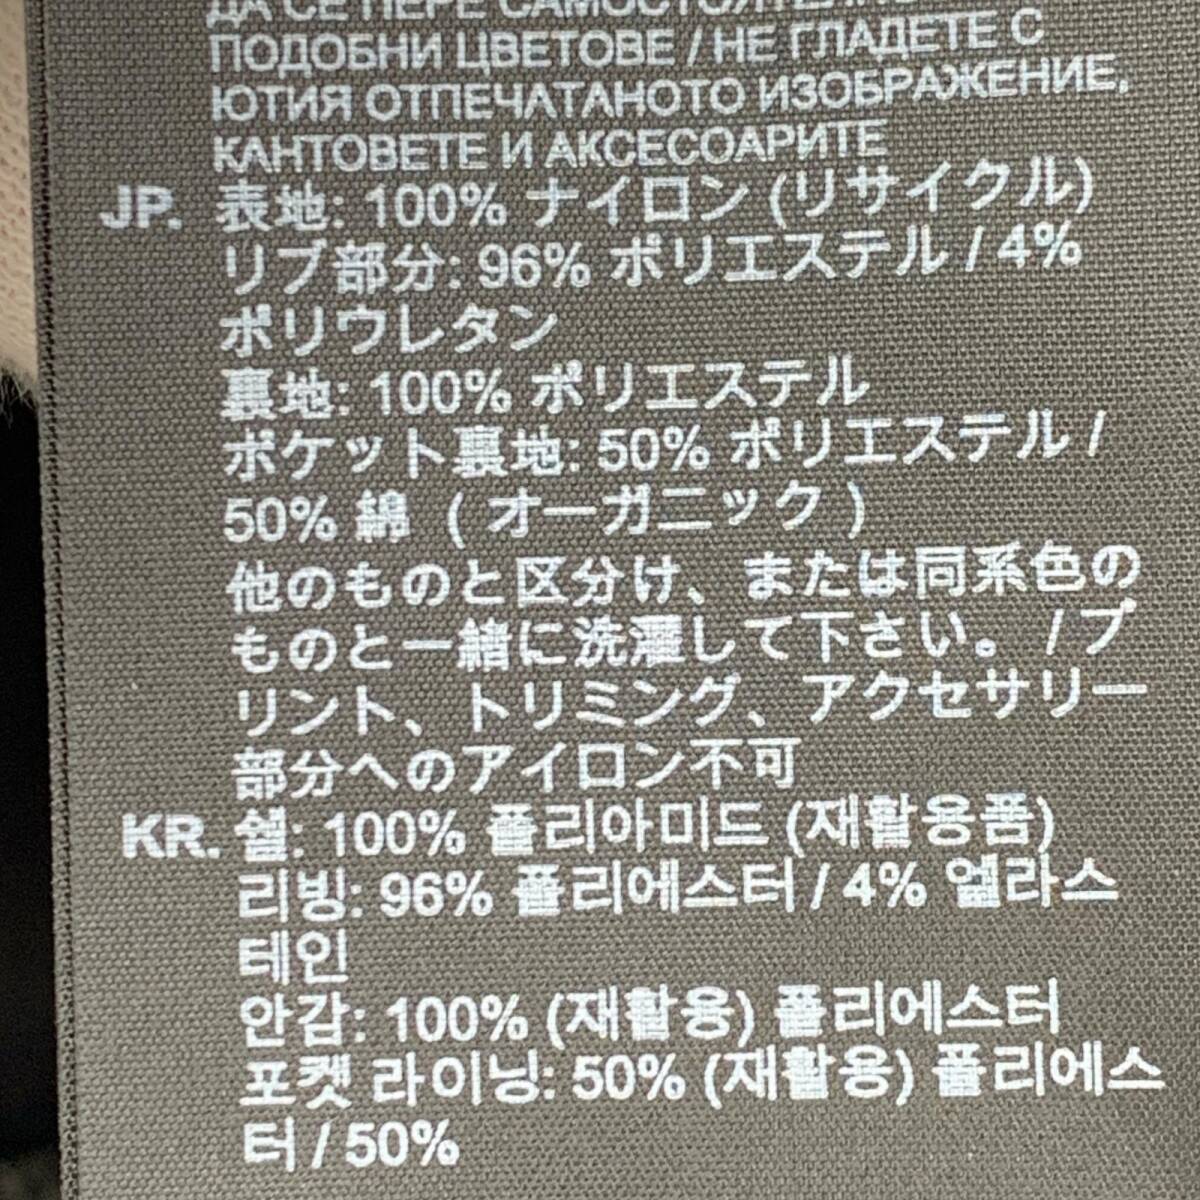 ДА СЕ ПЕРЕ САМОСТОЯТЕЛНО
ПОДОБНИ ЦВЕТОВЕ / НЕ ГЛАДЕТЕ С
ЮТИЯ ОТПЕЧАТАНОТО ИЗОБРАЖЕНИЕ,
КАНТОВЕТЕ И АКСЕСОАРИТЕ
JP. 表地: 100% ナイロン (リサイクル)
リブ部分: 96% ポリエステル / 4%
ポリウレタン
裏地: 100% ポリエステル
ポケット裏地: 50% ポリエステル /
50% 綿 ( オーガニック )
他のものと区分け、または同系色の
ものと一緒に洗濯して下さい。 / プ
リント、トリミング、アクセサリー
部分へのアイロン不可
KR. 쉘: 100% 폴리아미드 (재활용품)
리빙: 96% 폴리에스터 / 4% 엘라스
테인
안감: 100% (재활용) 폴리에스터
포켓 라이닝: 50% (재활용) 폴리에스
터 / 50%